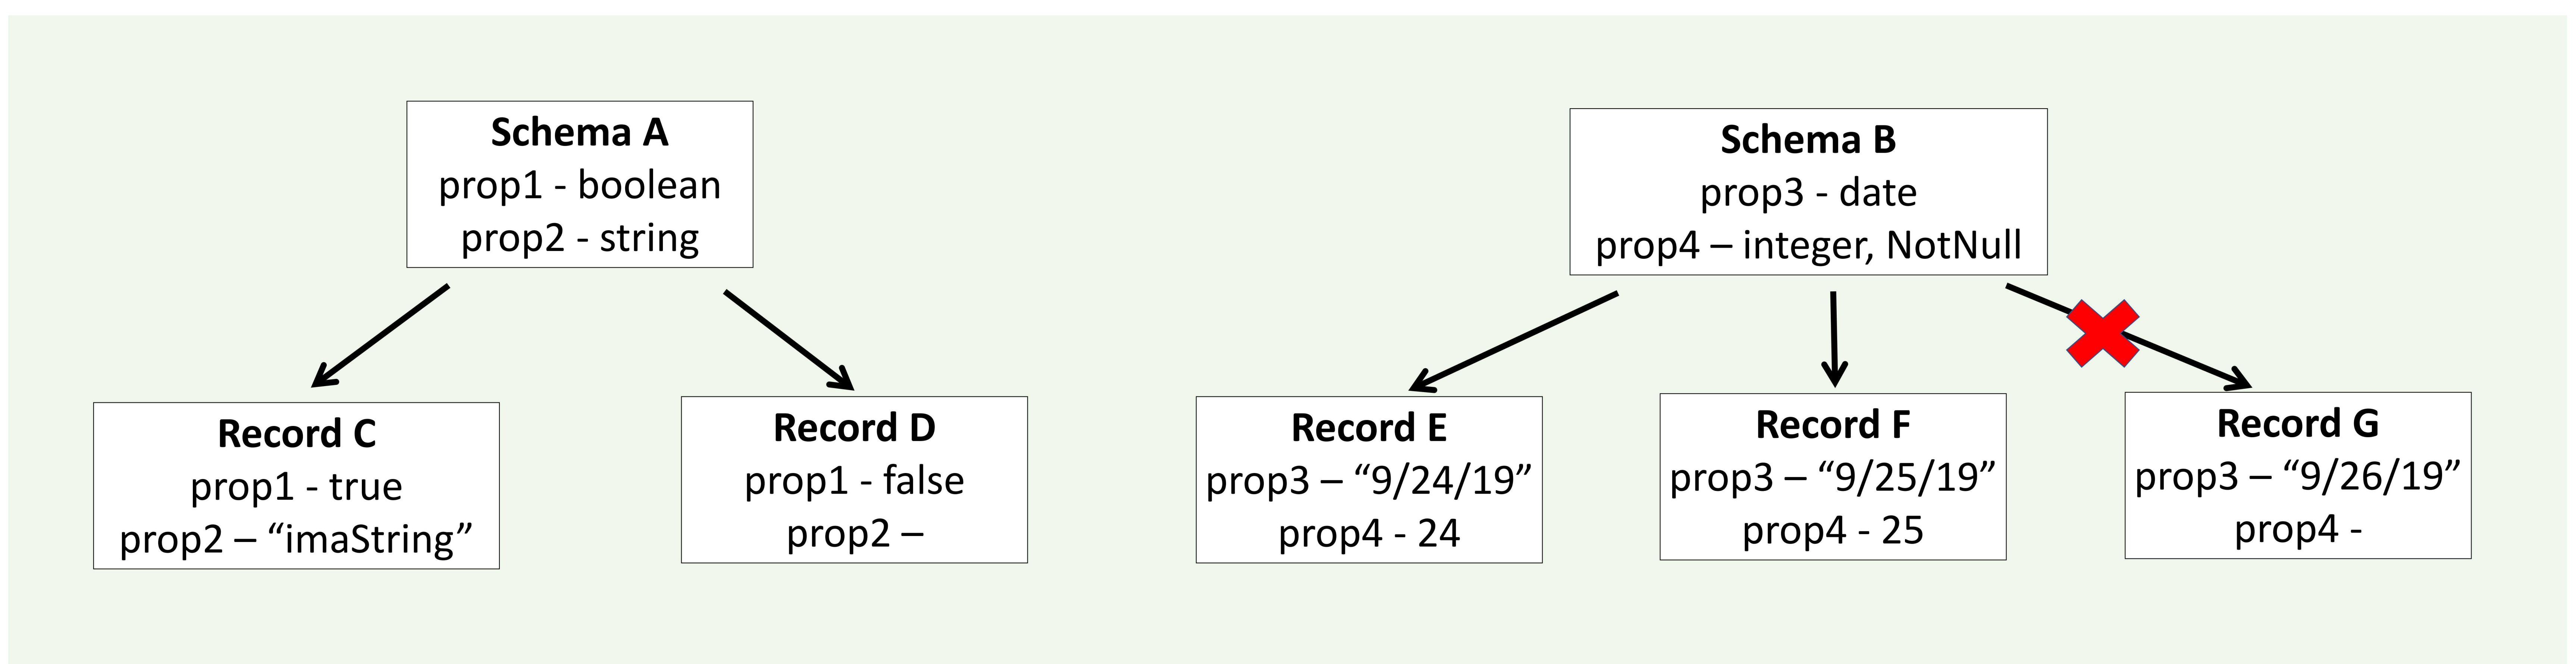 Schema A
prop1 - boolean
prop2 - string
Schema B
prop3 - date
prop4 – integer, NotNull
Record C
prop1 - true
prop2 – “imaString”
Record D
prop1 - false
prop2 –
Record E
prop3 – “9/24/19”
prop4 - 24
Record F
prop3 – “9/25/19”
prop4 - 25
Record G
prop3 – “9/26/19”
prop4 -